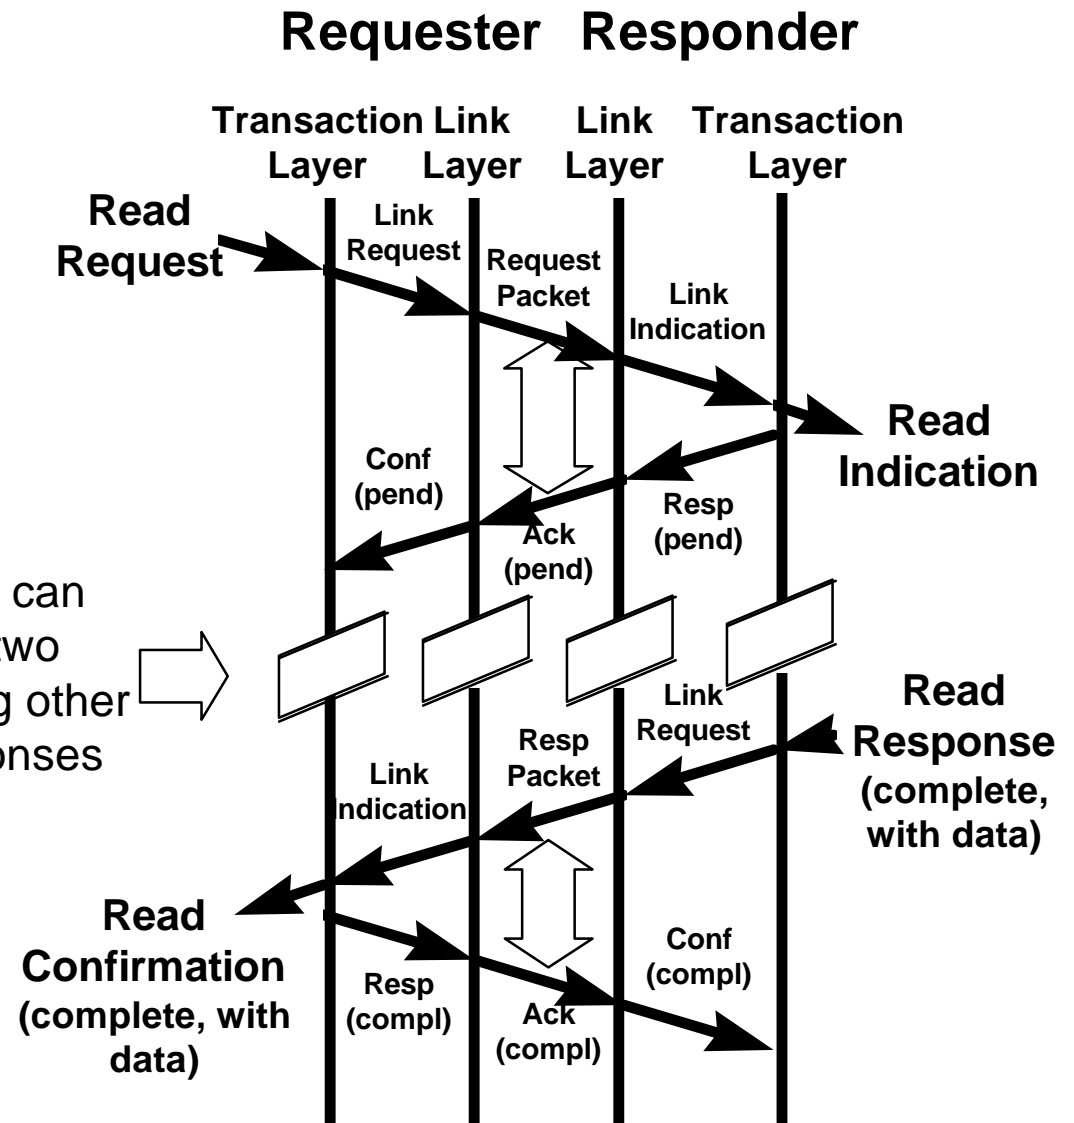 Requester Responder
Transaction Link Link Transaction
Layer Layer Layer Layer
Read
Request
Link
Request
Request
Packet
Link
Indication
Read
Indication
Conf
(pend)
Ack
(pend)
Resp
(pend)
can
two
g other
onses
Link
Request
Read
Response
(complete,
with data)
Resp
Packet
Link
Indication
Read
Confirmation
(complete, with
data)
Resp
(compl)
Ack
(compl)
Conf
(compl)